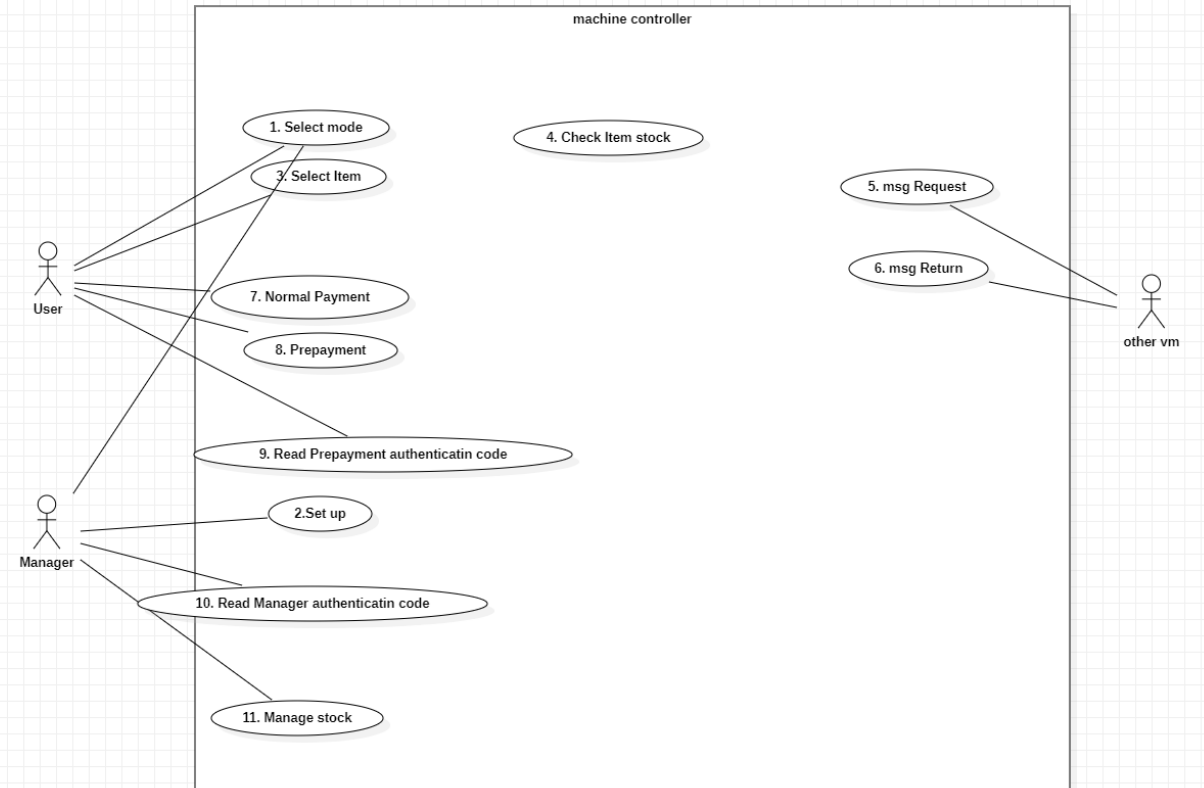 machine controller
1. Select mode
4. Check Item stock
3. Select Item
5. msg Request
6. msg Return
User
7. Normal Payment
other vm
8. Prepayment
9. Read Prepayment authenticatin code
2.Set up
Manager
10. Read Manager authenticatin code
11. Manage stock